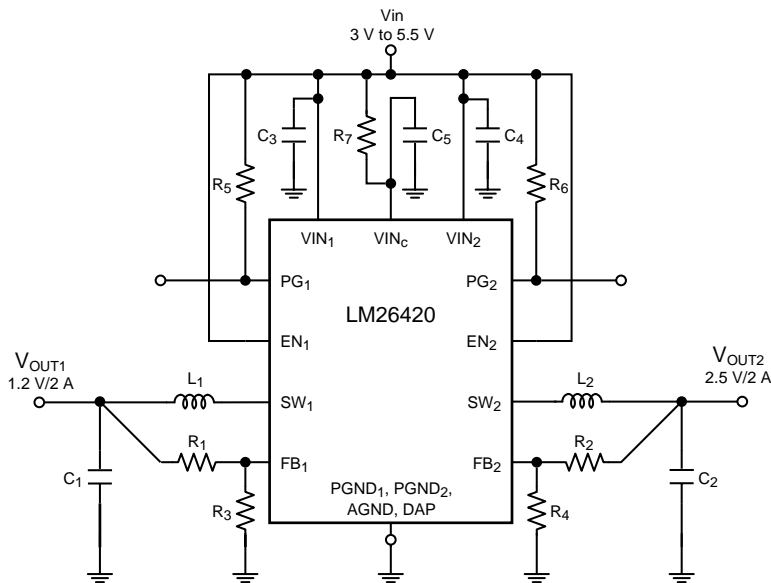 Vin
3 V to 5.5 V
C3
R7
C5
C4
R5
R6
VIN1
VINc
VIN2
PG1
PG2
LM26420
EN1
EN2
VOUT1
1.2 V/2 A
L1
SW1
SW2
L2
VOUT2
2.5 V/2 A
R1
FB1
FB2
R2
C1
R3
PGND1, PGND2,
AGND, DAP
R4
C2